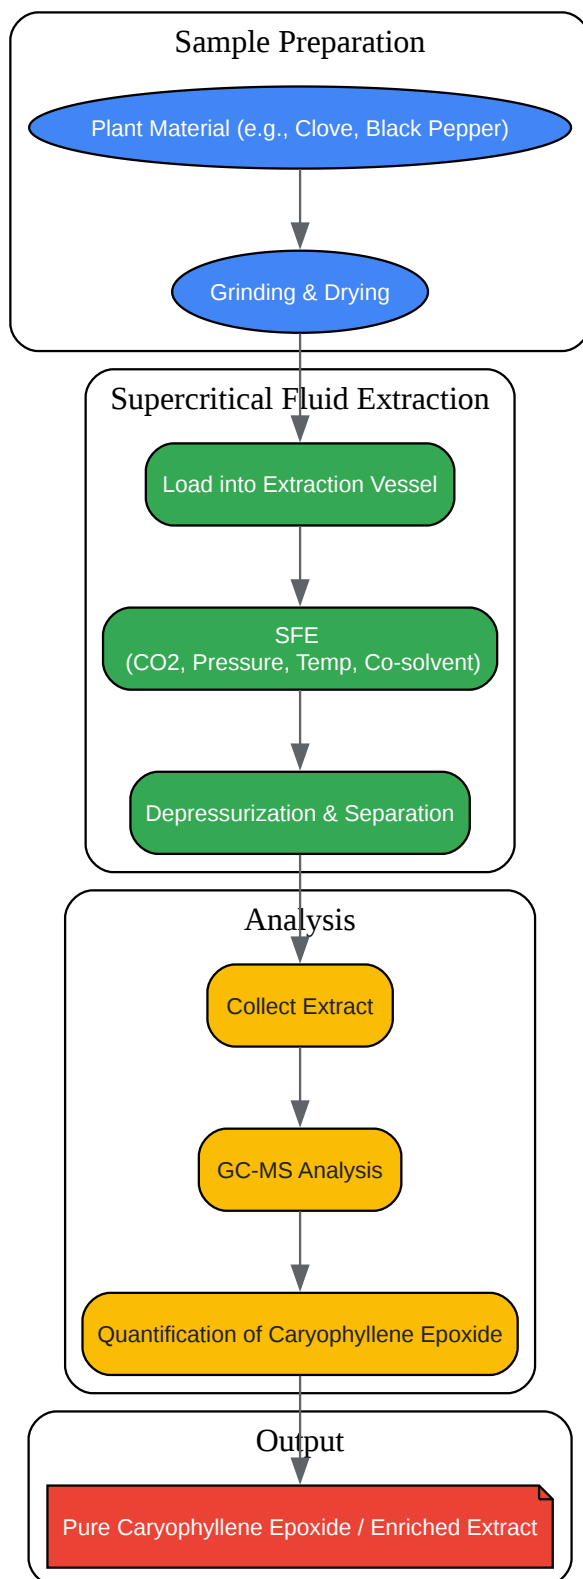 Sample Preparation
Plant Material (e.g., Clove, Black Pepper)
Grinding & Drying
Supercritical Fluid Extraction
Load into Extraction Vessel
SFE
(CO2, Pressure, Temp, Co-solvent)
Depressurization & Separation
Analysis
Collect Extract
GC-MS Analysis
Quantification of Caryophyllene Epoxide
Output
Pure Caryophyllene Epoxide / Enriched Extract